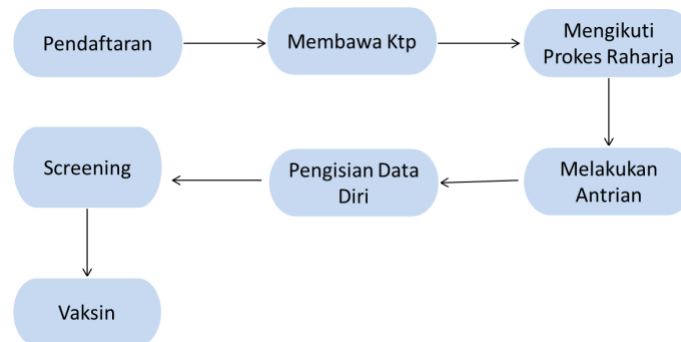 Pendaftaran
Membawa Ktp
Mengikuti
Prokes Raharja
Melakukan
Antrian
Pengisian Data
Diri
Screening
Vaksin